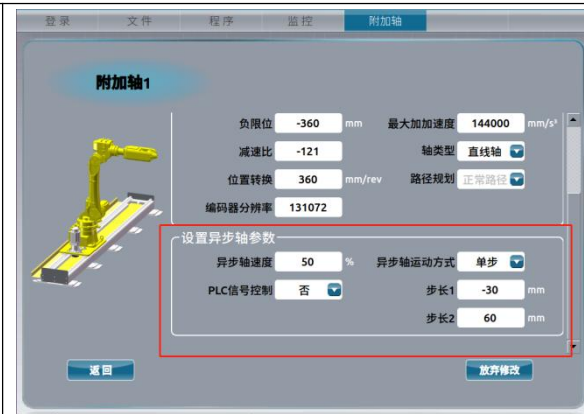 登录 文件 程序 监控 附加轴
附加轴1
负限位 -360 mm 最大加加速度 144000 mm/s³
减速比 -121 轴类型 直线轴
位置转换 360 mm/rev 路径规划 正常路径
编码器分辨率 131072
设置异步轴参数
异步轴速度 50 % 异步轴运动方式 单步
PLC信号控制 否 步长1 -30 mm
步长2 60 mm
返回 放弃修改